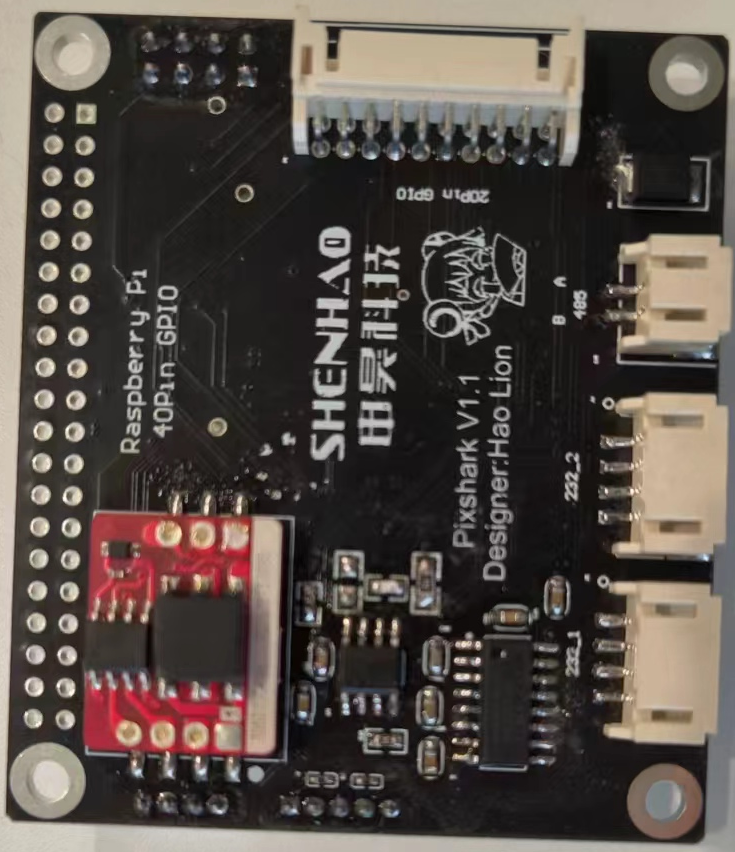 20Pin GPIO
Raspberry Pi
40Pin GPIO
SHENHAO
申昊科技
Pixshark V1.1
Designer:Hao Lion
A
B
485
232_2
232_1